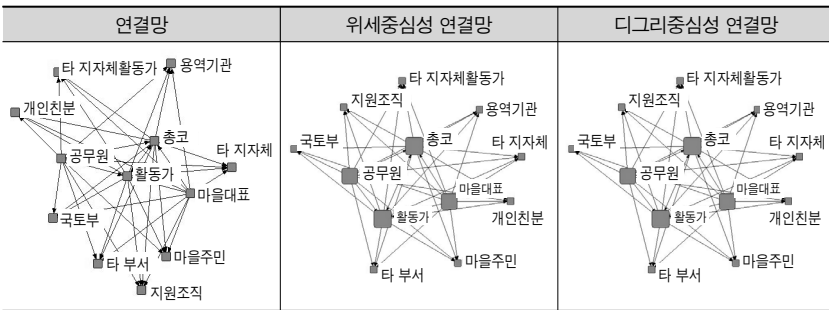 연결망
위세중심성 연결망
디그리중심성 연결망
타 지자체활동가
용역기관
개인친분
총코
공무원
타 지자체
활동가
마을대표
국토부
타 부서
마을주민
지원조직
타 지자체활동가
지원조직
용역기관
국토부
총코
타 지자체
공무원
마을대표
활동가
개인친분
마을주민
타 부서
타 지자체활동가
지원조직
용역기관
국토부
총코
타 지자체
공무원
마을대표
활동가
개인친분
마을주민
타 부서